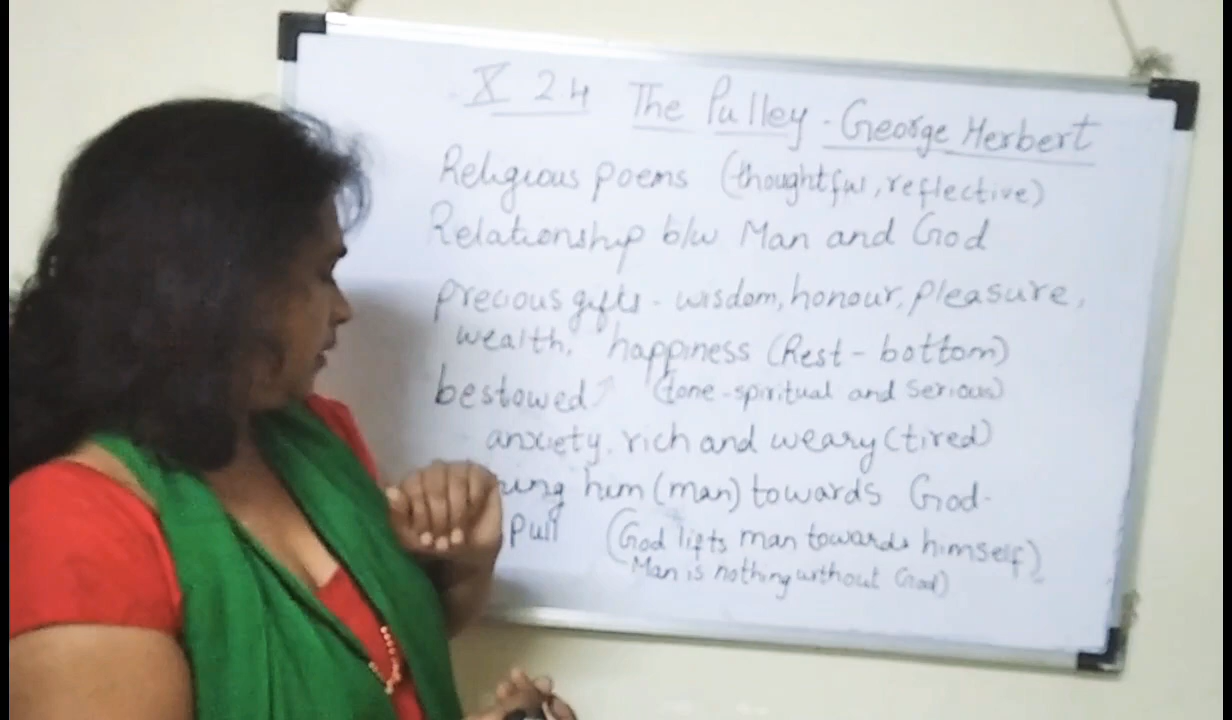 X 24 The Pulley - George Herbert
Religious poems (thoughtful, reflective)
Relationship b/w Man and God
precious gifts - wisdom, honour, pleasure,
wealth, happiness (Rest - bottom)
bestowed (tone - spiritual and serious)
anxiety. rich and weary (tired)
him (man) towards God.
pull (God lifts man towards himself)
Man is nothing without God)